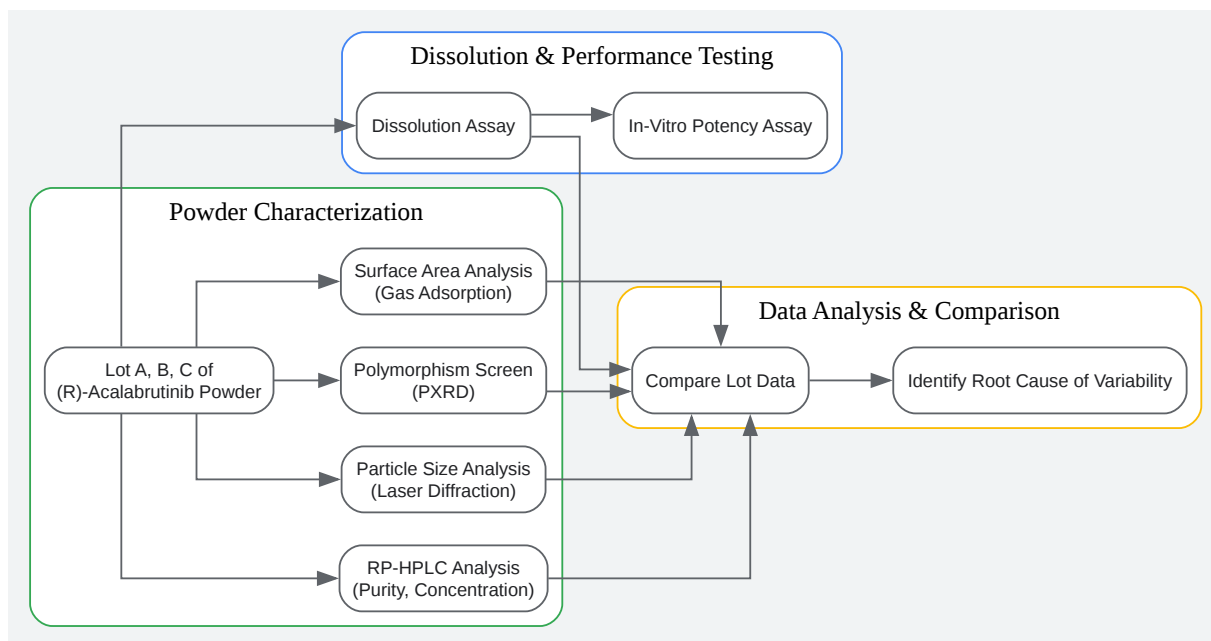 Dissolution & Performance Testing
Dissolution Assay
In-Vitro Potency Assay
Powder Characterization
Surface Area Analysis
(Gas Adsorption)
Data Analysis & Comparison
Lot A, B, C of
(R)-Acalabrutinib Powder
Polymorphism Screen
(PXRD)
Compare Lot Data
Identify Root Cause of Variability
Particle Size Analysis
(Laser Diffraction)
RP-HPLC Analysis
(Purity, Concentration)